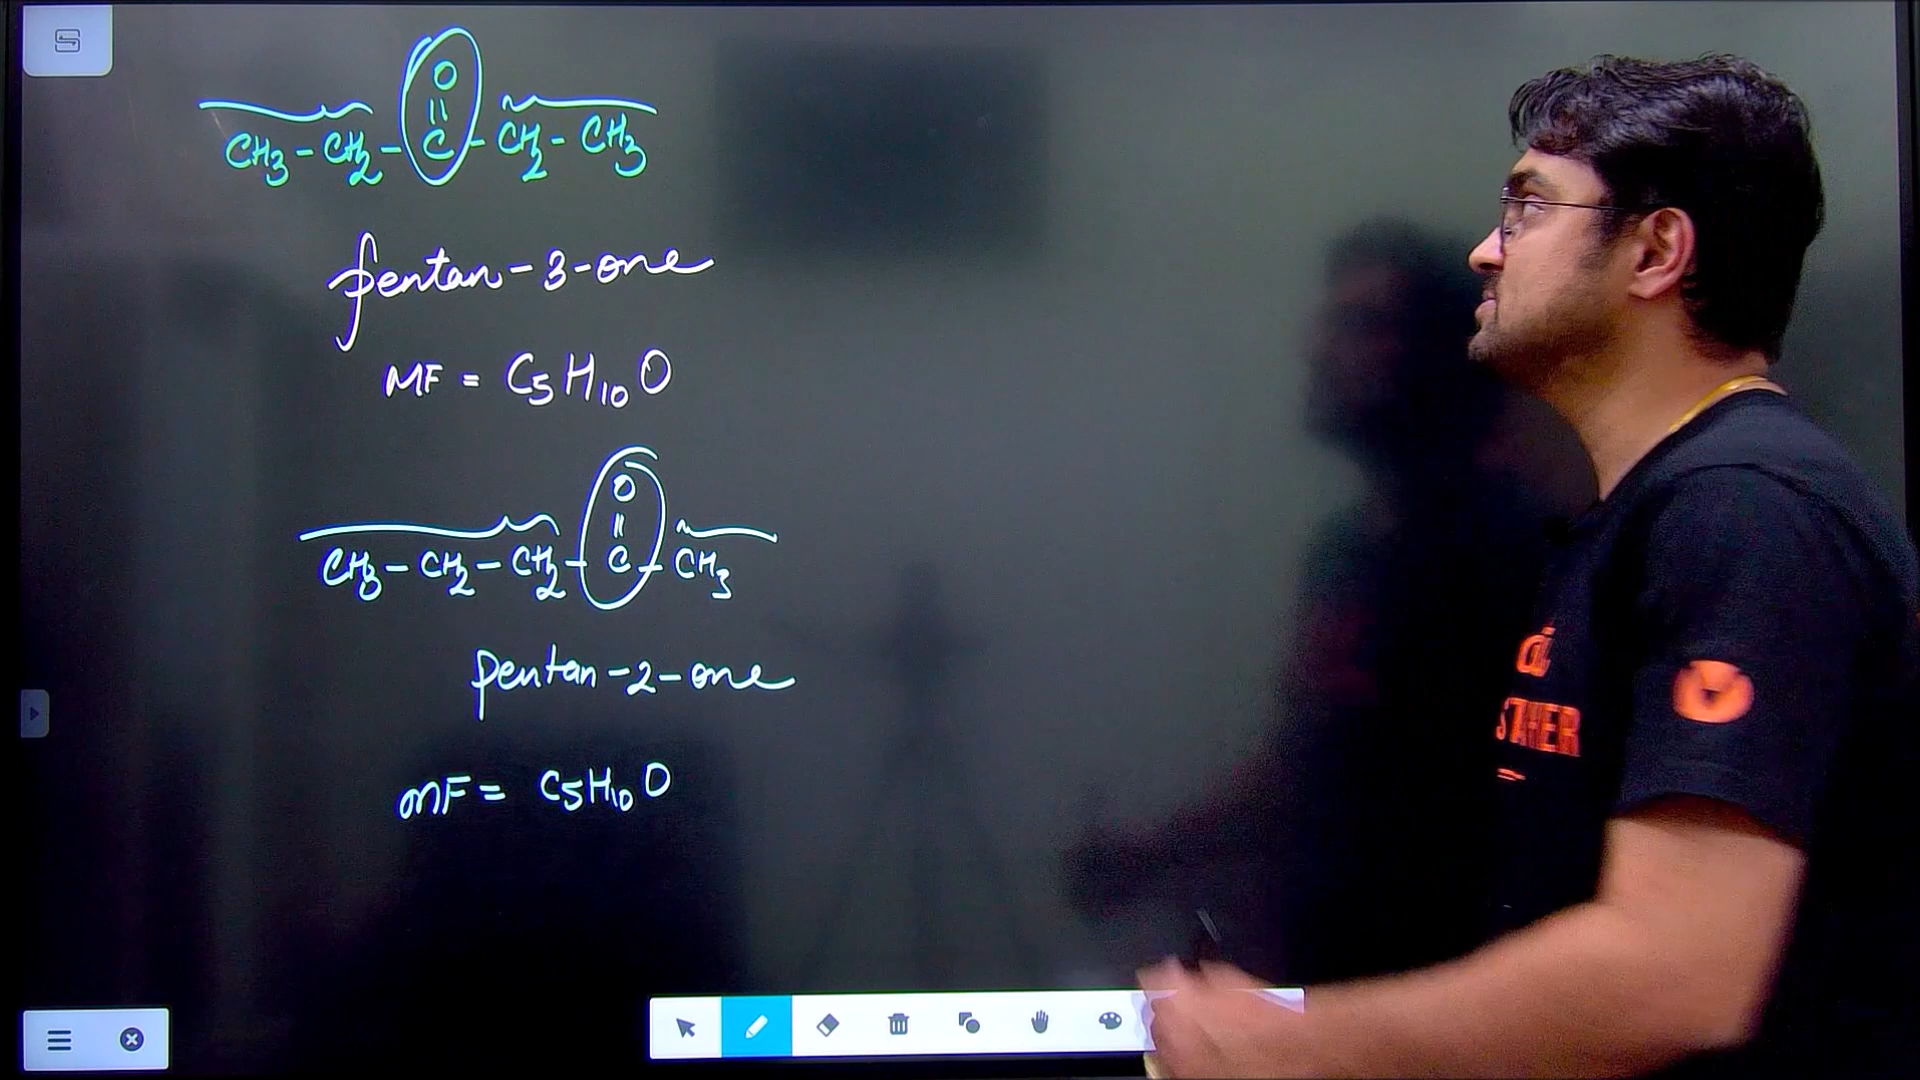 O
||
CH3 - CH2 - C - CH2 - CH3
pentan-3-one
MF = C5H10O
O
||
CH3 - CH2 - CH2 - C - CH3
pentan-2-one
MF = C5H10O